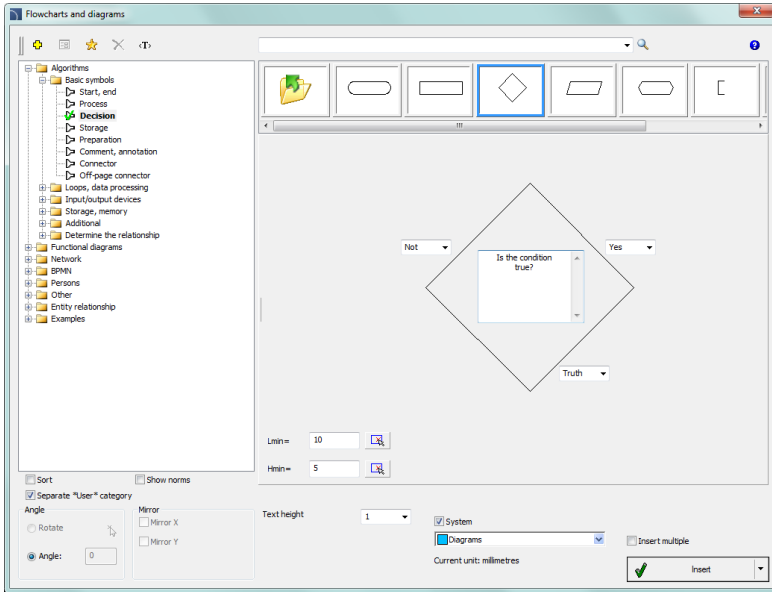 Flowcharts and diagrams
<T>
Algorithms
Basic symbols
Start, end
Process
Decision
Storage
Preparation
Comment, annotation
Connector
Off-page connector
Loops, data processing
Input/output devices
Storage, memory
Additional
Determine the relationship
Functional diagrams
Network
BPMN
Persons
Other
Entity relationship
Examples
Not
Yes
Is the condition
true?
Truth
Lmin= 10
Hmin= 5
Sort
Show norms
Separate *User* category
Angle
Rotate
Angle: 0
Mirror
Mirror X
Mirror Y
Text height 1
System
Diagrams
Current unit: millimetres
Insert multiple
Insert